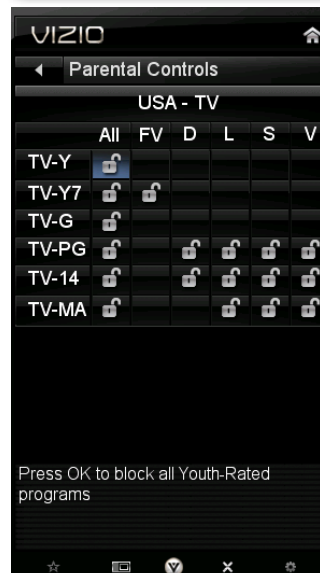 VIZIO
Parental Controls
USA - TV
All FV D L S V
TV-Y
TV-Y7
TV-G
TV-PG
TV-14
TV-MA
Press OK to block all Youth-Rated
programs
V